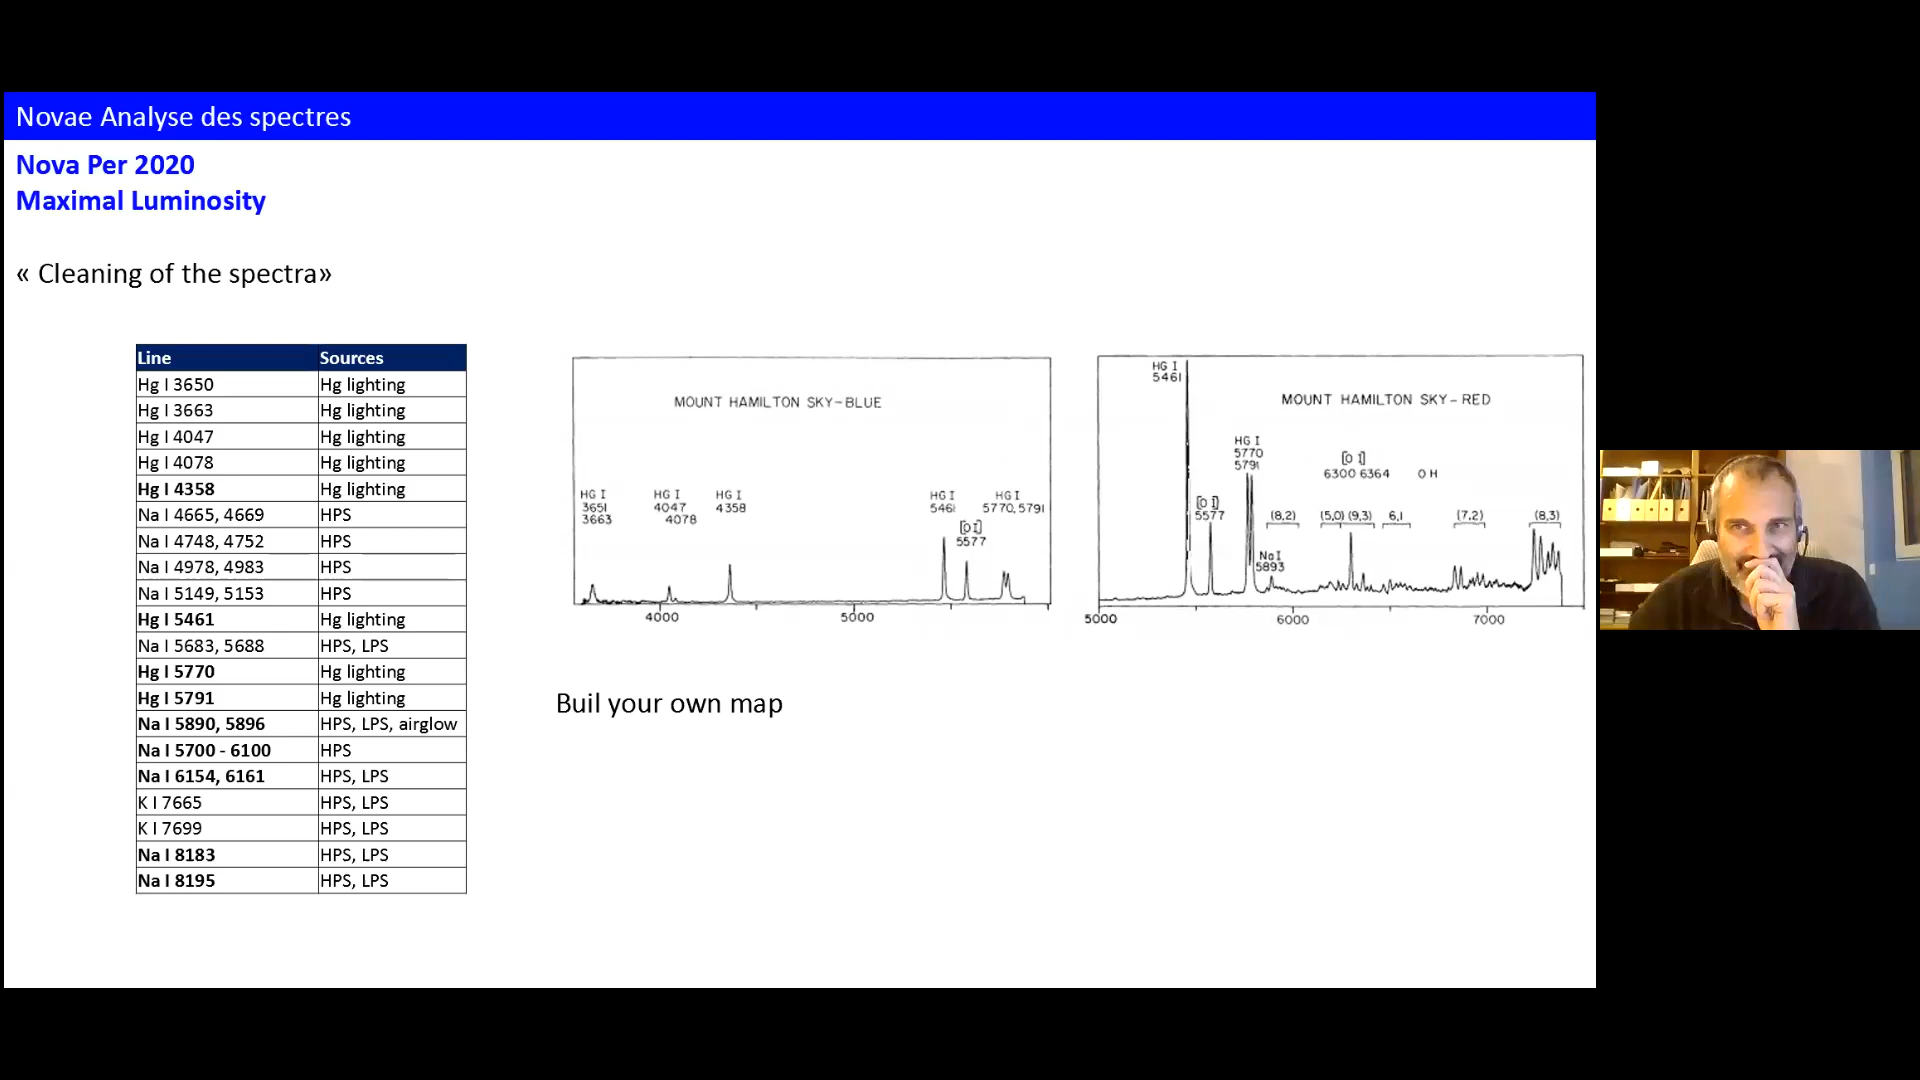 Novae Analyse des spectres
Nova Per 2020
Maximal Luminosity
« Cleaning of the spectra»
Line Sources
Hg I 3650 Hg lighting
Hg I 3663 Hg lighting
Hg I 4047 Hg lighting
Hg I 4078 Hg lighting
Hg I 4358 Hg lighting
Na I 4665, 4669 HPS
Na I 4748, 4752 HPS
Na I 4978, 4983 HPS
Na I 5149, 5153 HPS
Hg I 5461 Hg lighting
Na I 5683, 5688 HPS, LPS
Hg I 5770 Hg lighting
Hg I 5791 Hg lighting
Na I 5890, 5896 HPS, LPS, airglow
Na I 5700 - 6100 HPS
Na I 6154, 6161 HPS, LPS
K I 7665 HPS, LPS
K I 7699 HPS, LPS
Na I 8183 HPS, LPS
Na I 8195 HPS, LPS
MOUNT HAMILTON SKY-BLUE
HG I
3651
3663
HG I
4047
4078
HG I
4358
HG I
5461
[O I]
5577
HG I
5770, 5791
4000 5000
HG I
5461
MOUNT HAMILTON SKY-RED
HG I
5770
5791
[O I]
6300 6364 OH
[O I]
5577
(8,2) (5,0) (9,3) 6,1 (7,2) (8,3)
Na I
5893
5000 6000 7000
Buil your own map